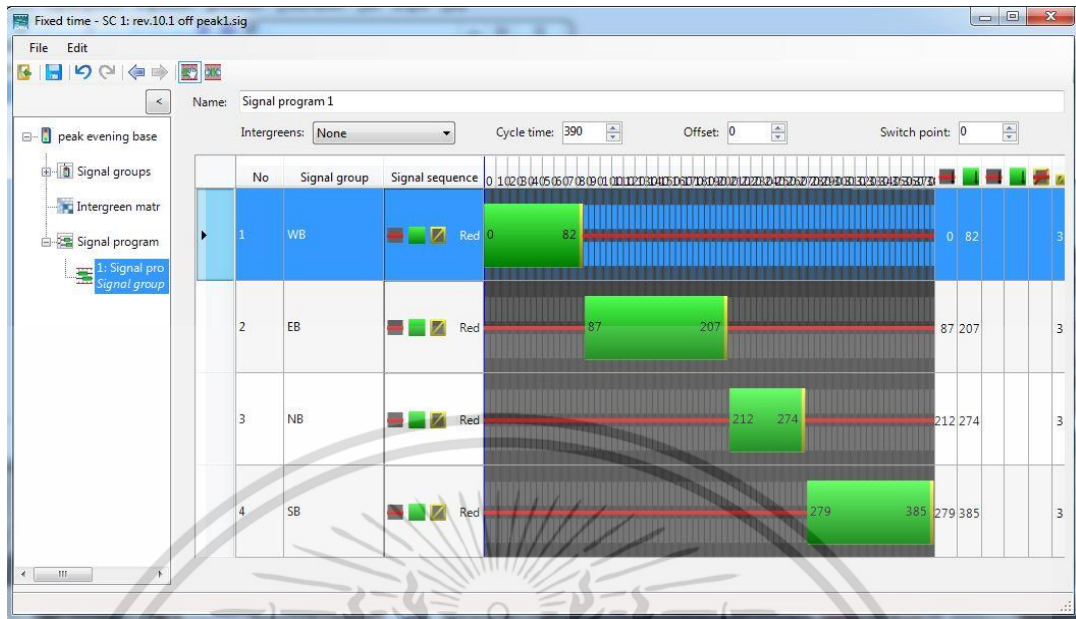 Fixed time - SC 1: rev.10.1 off peak1.sig
File Edit
Name: Signal program 1
Intergreens: None Cycle time: 390 Offset: 0 Switch point: 0
peak evening base
Signal groups
Intergreen matr
Signal program
1: Signal pro
Signal group
No Signal group Signal sequence
1 WB Red 0 82 0 82 3
2 EB Red 87 207 87 207 3
3 NB Red 212 274 212 274 3
4 SB Red 279 385 279 385 3